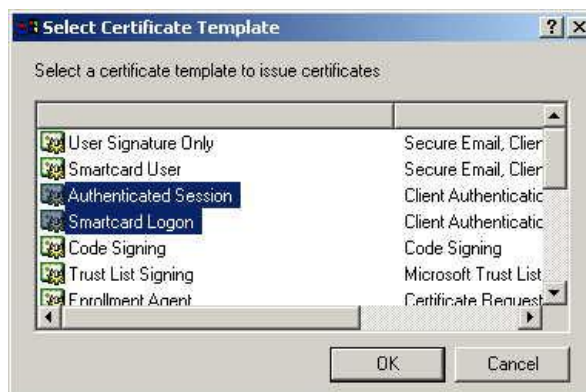 Select Certificate Template
Select a certificate template to issue certificates
User Signature Only Secure Email, Clier
Smartcard User Secure Email, Clier
Authenticated Session Client Authenticatic
Smartcard Logon Client Authenticatic
Code Signing Code Signing
Trust List Signing Microsoft Trust List
Enrollment Agent Certificate Request
OK Cancel